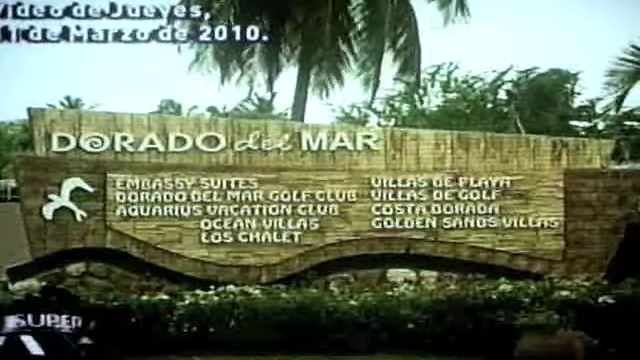 Video de Jueves,
11 de Marzo de 2010.
DORADO del MAR
EMBASSY SUITES
DORADO DEL MAR GOLF CLUB
AQUARIUS VACATION CLUB
OCEAN VILLAS
LOS CHALET
VILLAS DE PLAYA
VILLAS DE GOLF
COSTA DORADA
GOLDEN SANDS VILLAS
SUPER